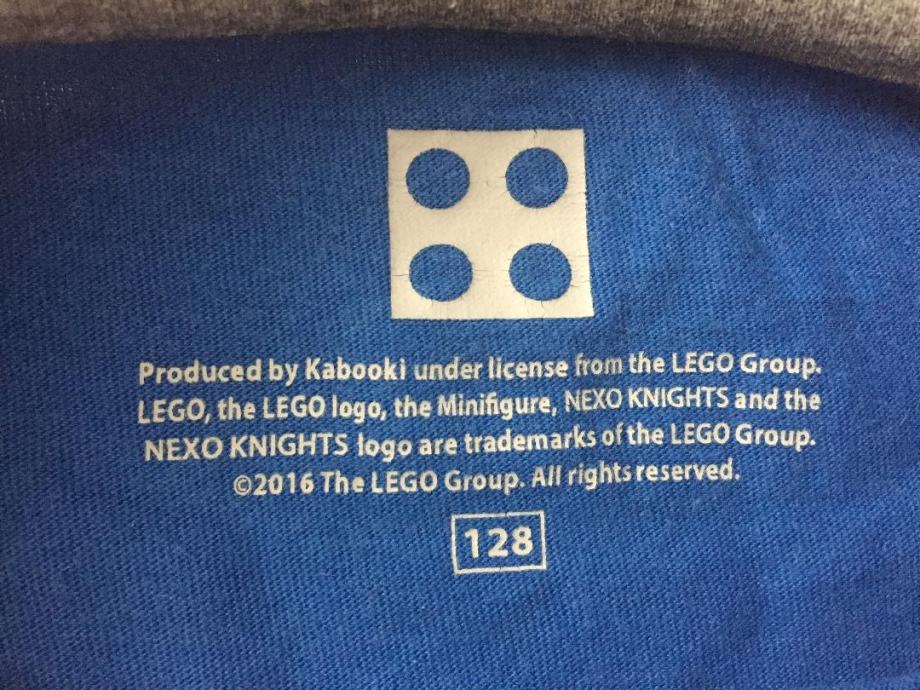 Produced by Kabooki under license from the LEGO Group.
LEGO, the LEGO logo, the Minifigure, NEXO KNIGHTS and the
NEXO KNIGHTS logo are trademarks of the LEGO Group.
©2016 The LEGO Group. All rights reserved.
128